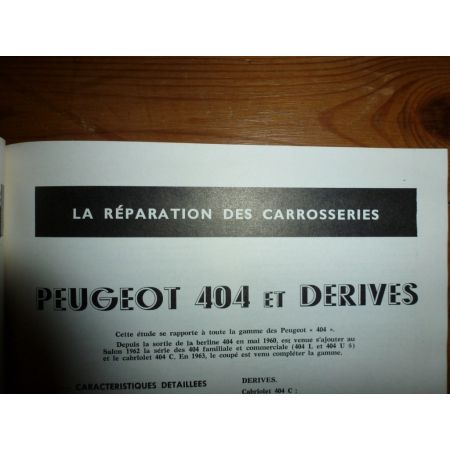 LA RÉPARATION DES CARROSSERIES
PEUGEOT 404 ET DERIVES
Cette étude se rapporte à toute la gamme des Peugeot « 404 ».
Depuis la sortie de la berline 404 en mai 1960, est venue s'ajouter au
Salon 1962 la série des 404 familiale et commerciale (404 L et 404 U 6)
et le cabriolet 404 C. En 1963, le coupé est venu compléter la gamme.
CARACTERISTIQUES DETAILLEES
DERIVES.
Cabriolet 404 C :